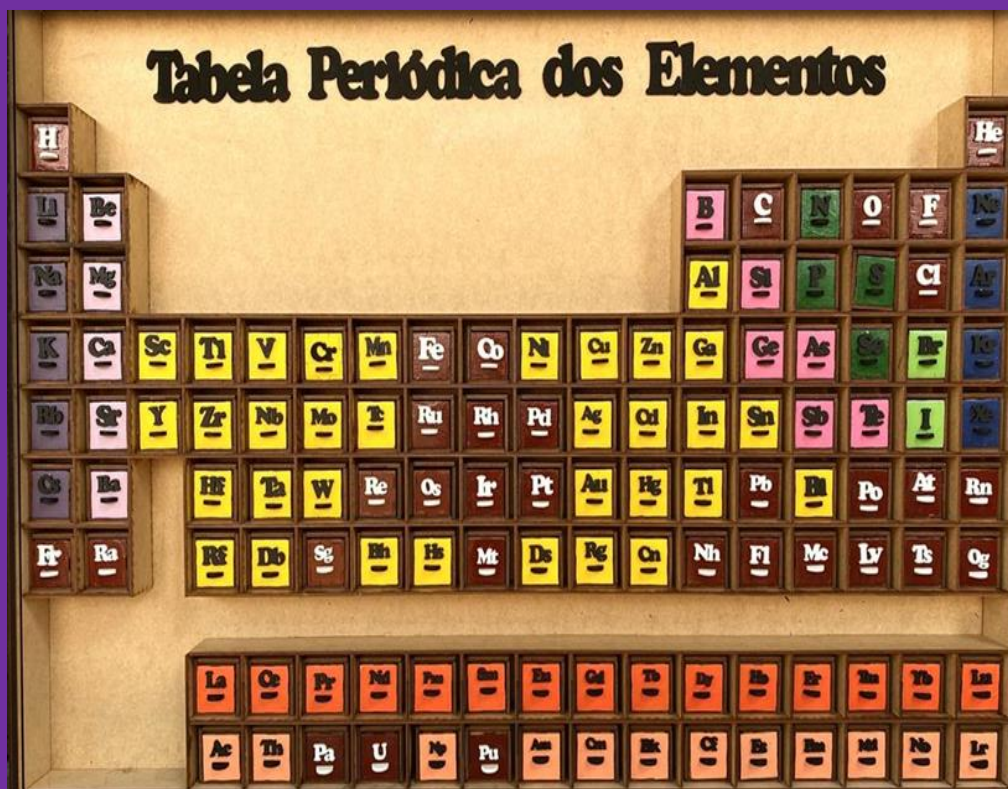 Tabela Periódica dos Elementos
H He
Li Be B C N O F Ne
Na Mg Al Si P S Cl Ar
K Ca Sc Ti V Cr Mn Fe Co Ni Cu Zn Ga Ge As Se Br Kr
Rb Sr Y Zr Nb Mo Tc Ru Rh Pd Ag Cd In Sn Sb Te I Xe
Cs Ba Hf Ta W Re Os Ir Pt Au Hg Tl Pb Bi Po At Rn
Fr Ra Rf Db Sg Bh Hs Mt Ds Rg Cn Nh Fl Mc Lv Ts Og
La Ce Pr Nd Pm Sm Eu Gd Tb Dy Ho Er Tm Yb Lu
Ac Th Pa U Np Pu Am Cm Bk Cf Es Fm Md No Lr